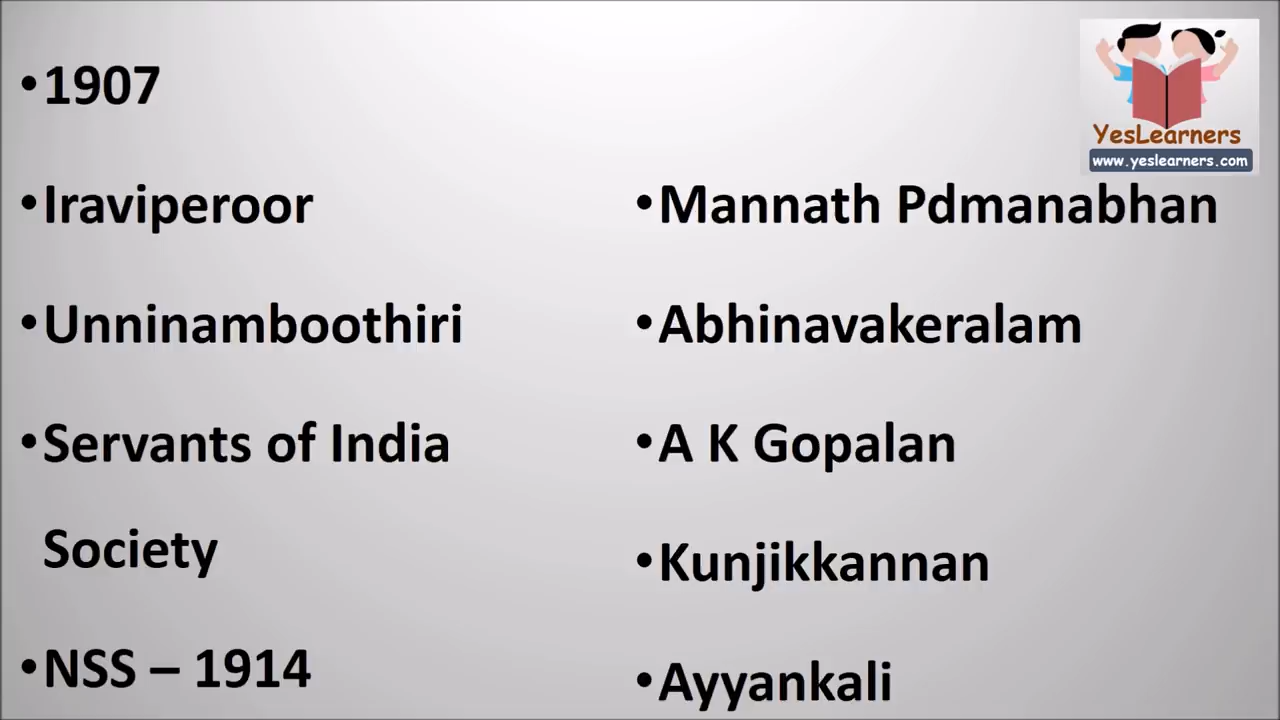 •1907
•Iraviperoor
•Unninamboothiri
•Servants of India
Society
•NSS – 1914
YesLearners
www.yeslearners.com
•Mannath Pdmanabhan
•Abhinavakeralam
•A K Gopalan
•Kunjikkannan
•Ayyankali